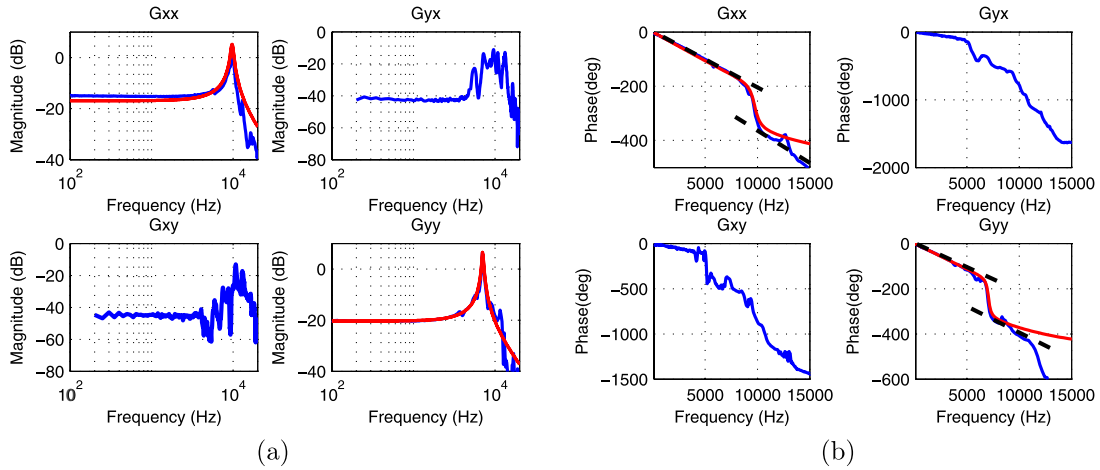 Gxx
Magnitude (dB)
0
−20
−40
10^2
10^4
Frequency (Hz)
Gyx
Magnitude (dB)
0
−20
−40
−60
−80
10^2
10^4
Frequency (Hz)
Gxy
Magnitude (dB)
0
−20
−40
−60
−80
10^2
10^4
Frequency (Hz)
Gyy
Magnitude (dB)
0
−20
−40
10^2
10^4
Frequency (Hz)
(a)
Gxx
Phase(deg)
0
−200
−400
5000 10000 15000
Frequency (Hz)
Gyx
Phase(deg)
0
−1000
−2000
5000 10000 15000
Frequency (Hz)
Gxy
Phase(deg)
0
−500
−1000
−1500
5000 10000 15000
Frequency (Hz)
Gyy
Phase(deg)
0
−200
−400
−600
5000 10000 15000
Frequency (Hz)
(b)